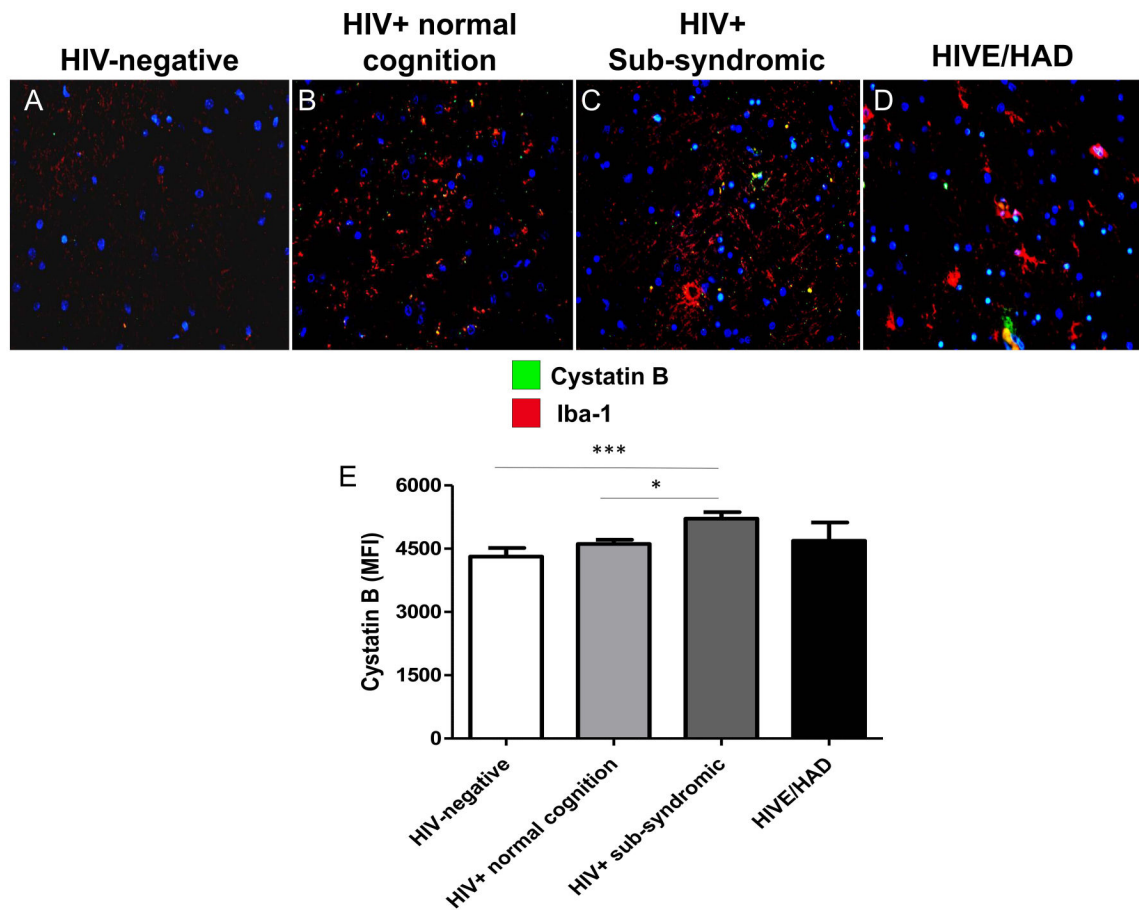 HIV-negative
HIV+ normal
cognition
HIV+
Sub-syndromic
HIVE/HAD
A
B
C
D
Cystatin B
Iba-1
E
***
*
6000
4500
3000
1500
0
Cystatin B (MFI)
HIV-negative
HIV+ normal cognition
HIV+ sub-syndromic
HIVE/HAD